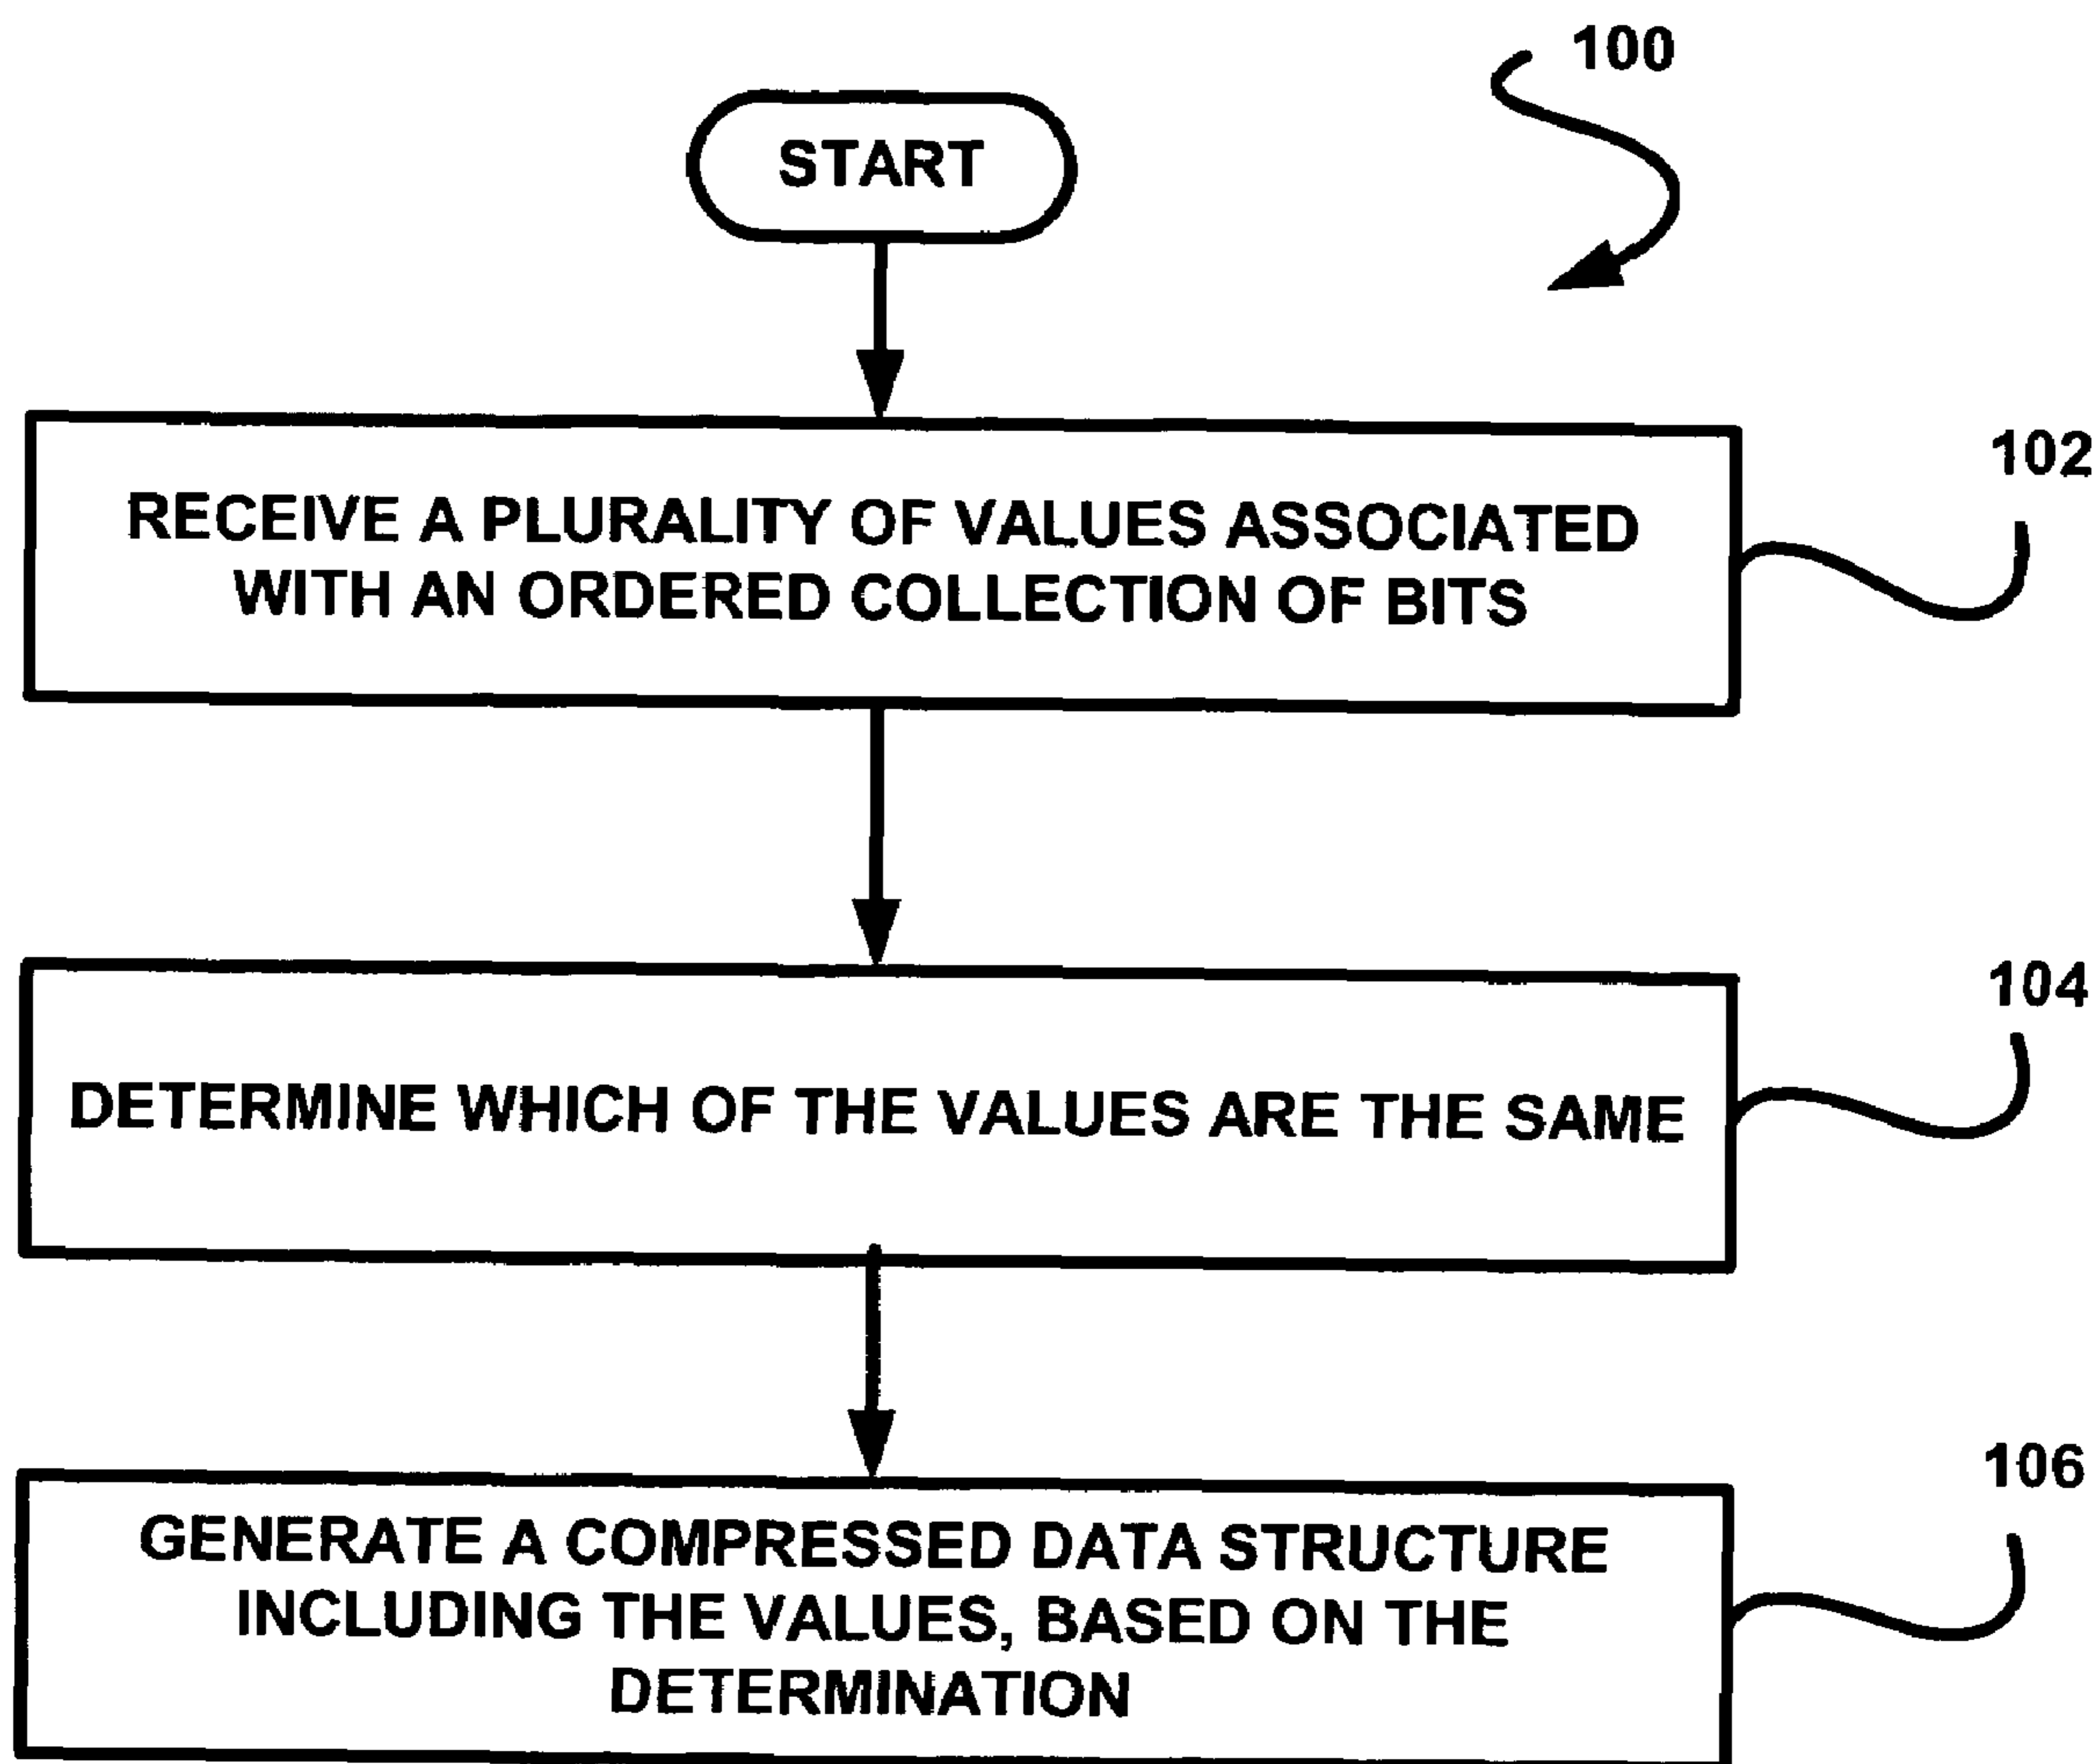 100
START
102
RECEIVE A PLURALITY OF VALUES ASSOCIATED
WITH AN ORDERED COLLECTION OF BITS
104
DETERMINE WHICH OF THE VALUES ARE THE SAME
106
GENERATE A COMPRESSED DATA STRUCTURE
INCLUDING THE VALUES, BASED ON THE
DETERMINATION